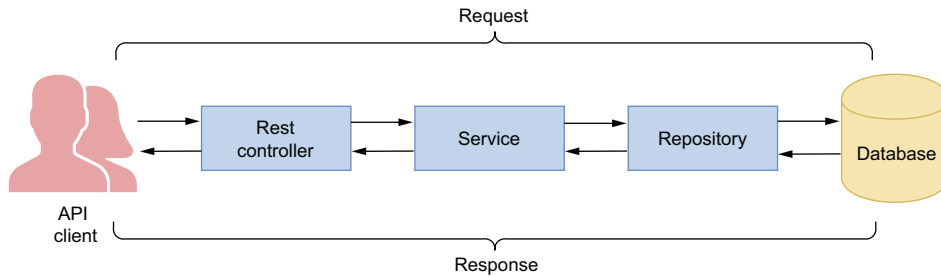 Request
Rest
controller
Service
Repository
Database
API
client
Response